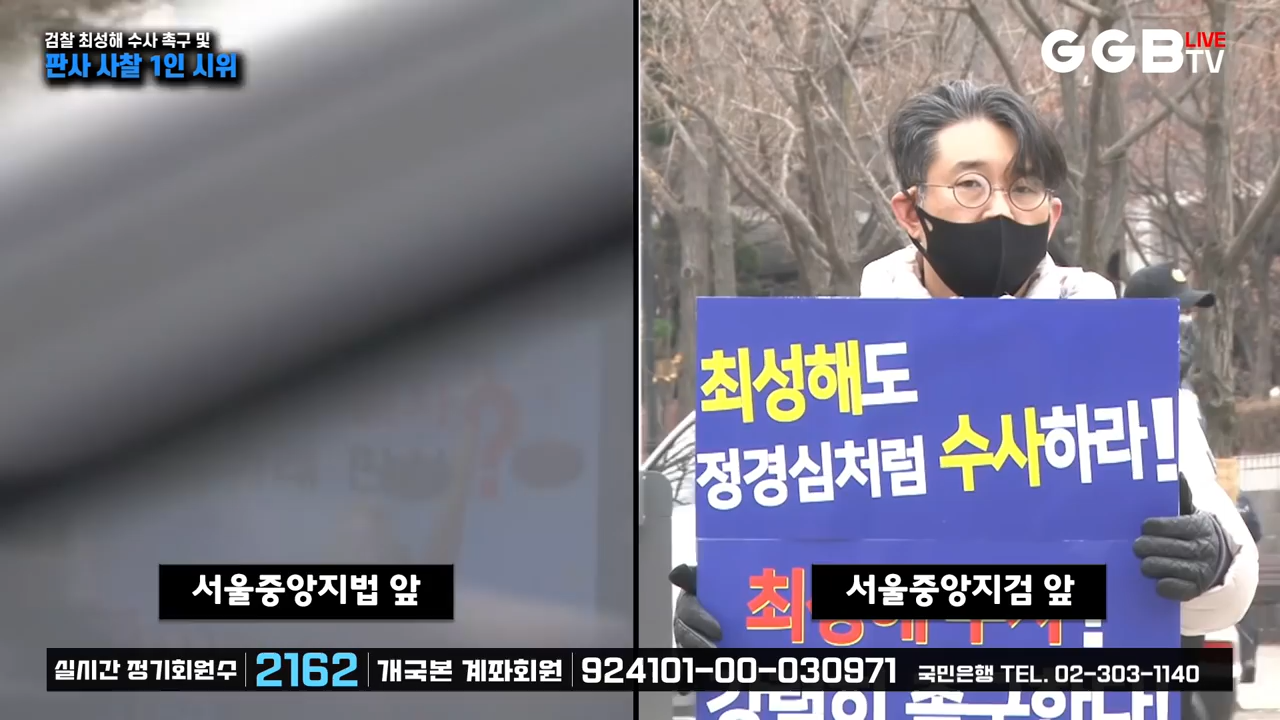 검찰 최성해 수사 촉구 및
판사 사찰 1인 시위
GGB LIVE TV
최성해도
정경심처럼 수사하라!
서울중앙지법 앞
서울중앙지검 앞
실시간 정기회원수 2162 개국본 계좌회원 924101-00-030971 국민은행 TEL. 02-303-1140